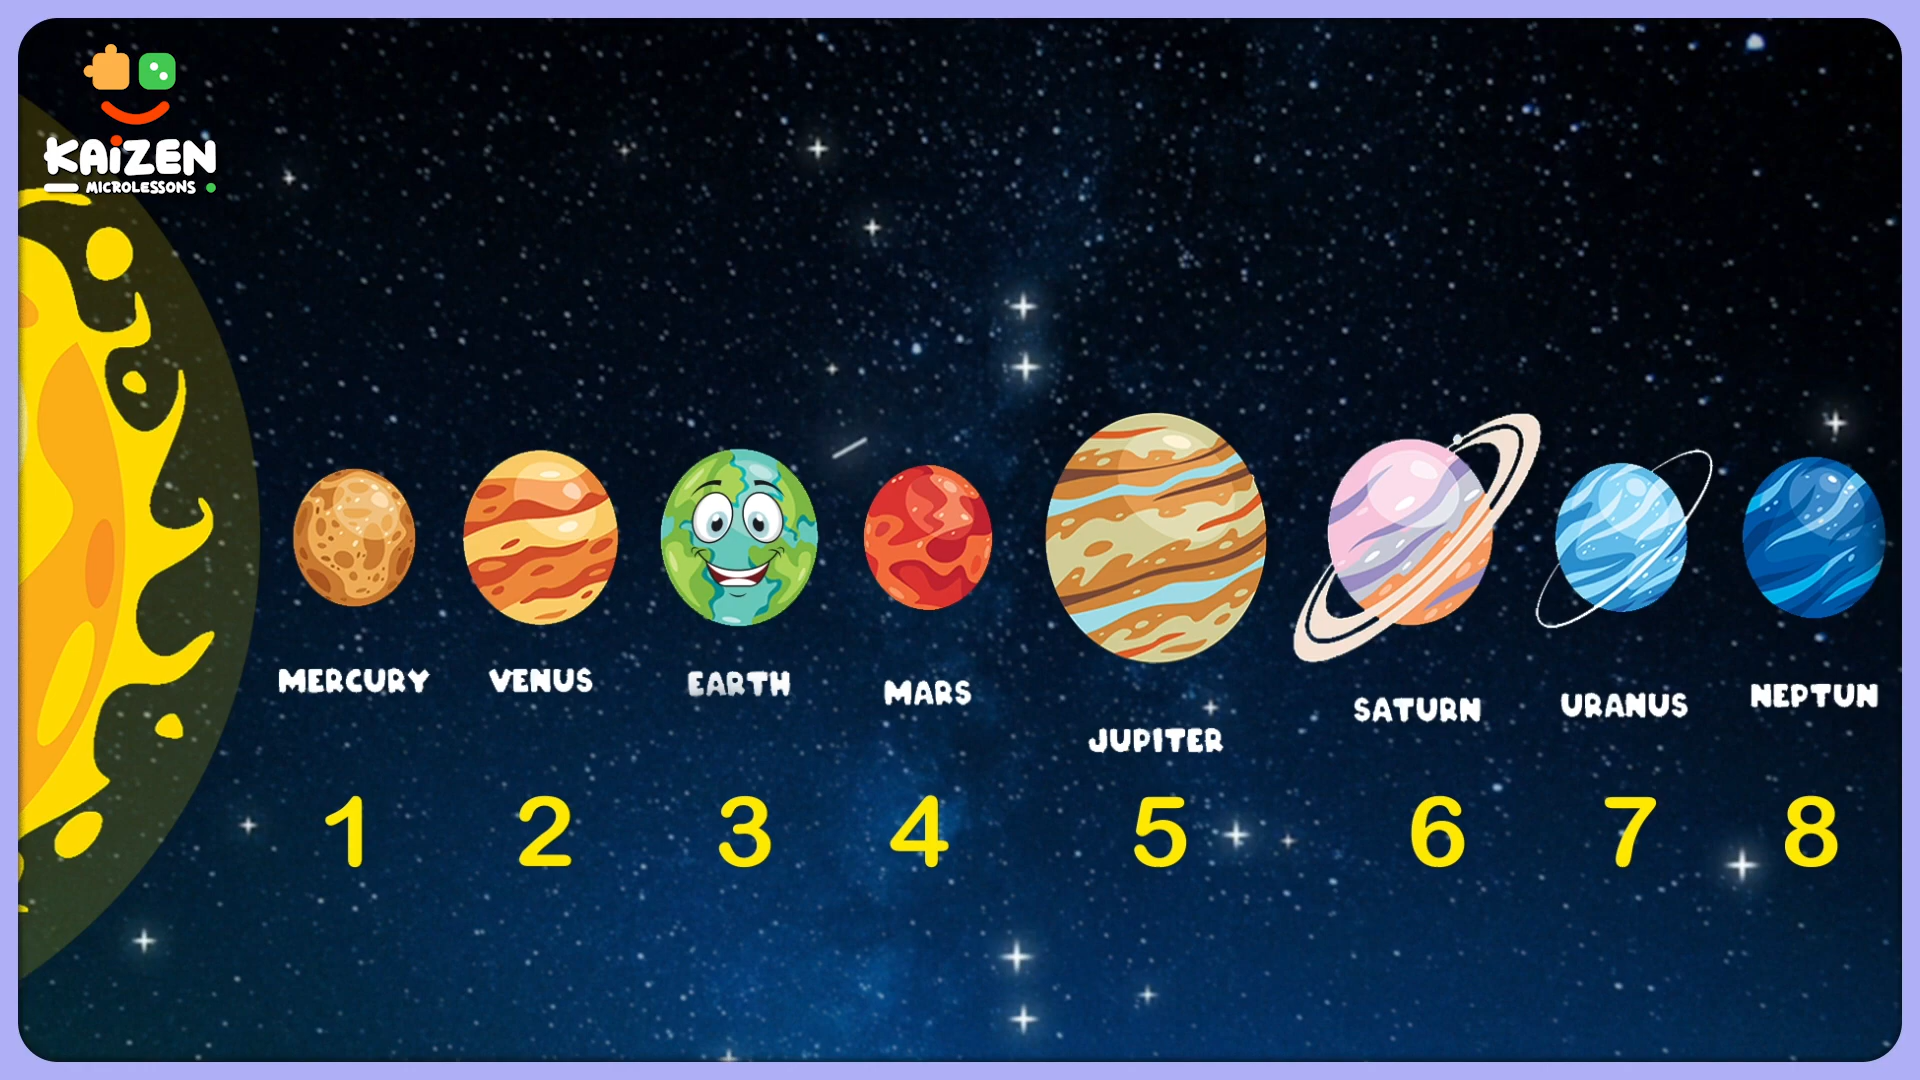 KAiZEN
MICROLESSONS
MERCURY
VENUS
EARTH
MARS
JUPITER
SATURN
URANUS
NEPTUN
1 2 3 4 5 6 7 8